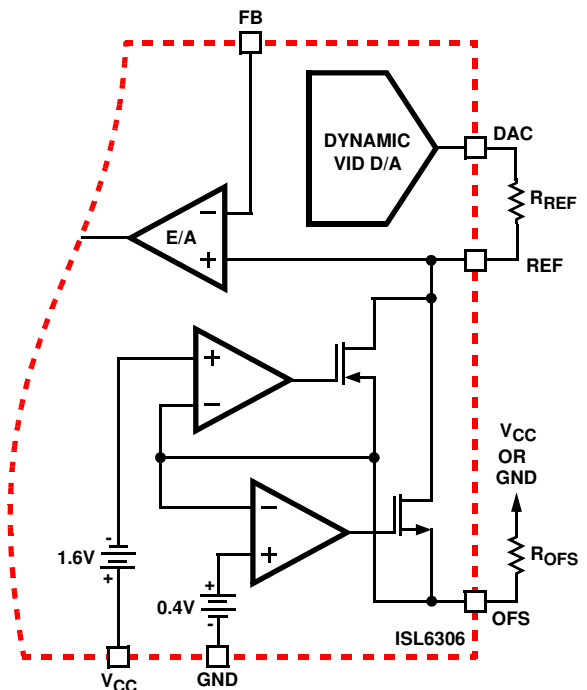 FB
DYNAMIC
VID D/A
DAC
RREF
REF
E/A
-
+
+
-
-
+
VCC
OR
GND
ROFS
OFS
ISL6306
-
1.6V
+
+
0.4V
-
VCC
GND